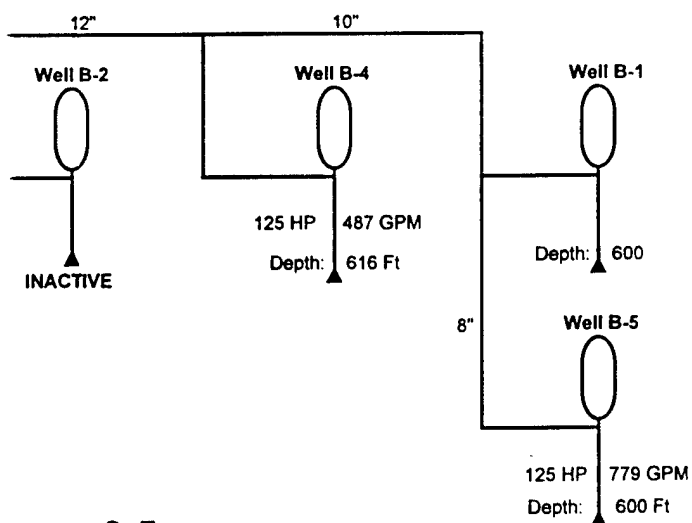 12"
10"
Well B-2
Well B-4
Well B-1
125 HP 487 GPM
Depth: 616 Ft
Depth: 600
INACTIVE
8"
Well B-5
125 HP 779 GPM
Depth: 600 Ft